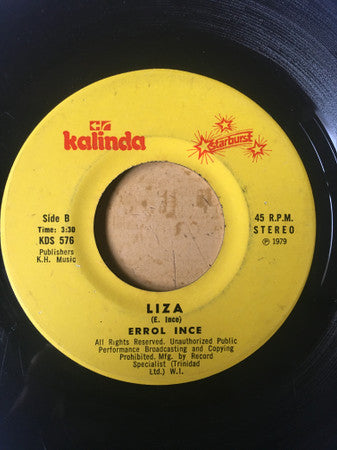 kalinda
Starburst
Side B
Time: 3:30
KDS 576
Publishers
K.H. Music
45 R.P.M.
STEREO
℗ 1979
LIZA
(E. Ince)
ERROL INCE
All Rights Reserved. Unauthorized Public
Performance Broadcasting and Copying
Prohibited. Mfg. by Record
Specialist (Trinidad
Ltd.) W.I.